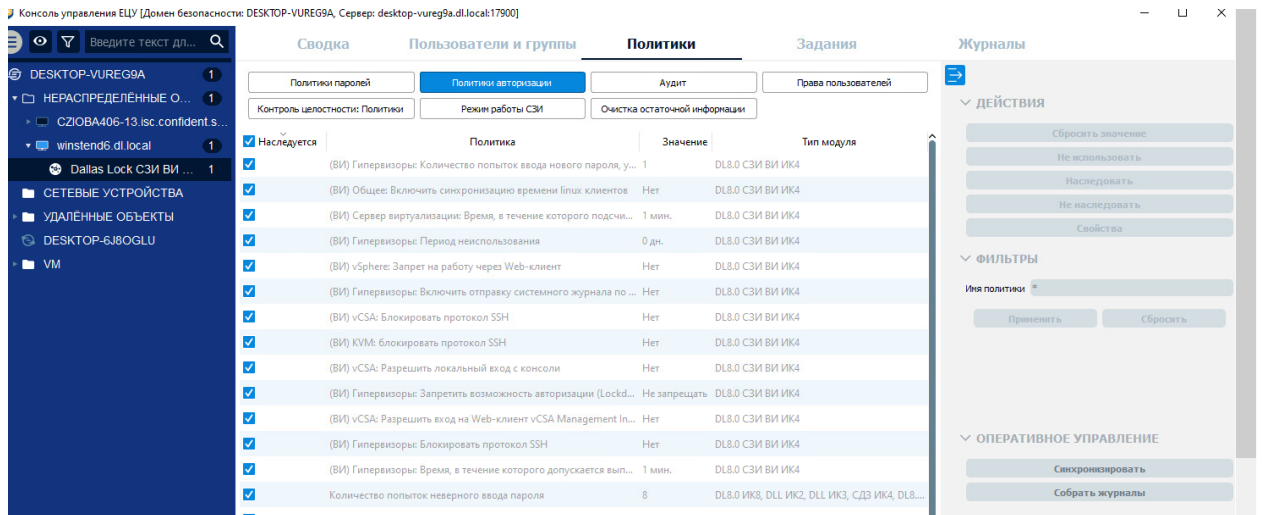 Консоль управления ЕЦУ [Домен безопасности: DESKTOP-VUREG9A, Сервер: desktop-vureg9a.dl.local:17900]
Введите текст дл...
DESKTOP-VUREG9A 1
НЕРАСПРЕДЕЛЁННЫЕ О... 1
CZIOBA406-13.isc.confident.s...
winstend6.dl.local 1
Dallas Lock СЗИ ВИ ... 1
СЕТЕВЫЕ УСТРОЙСТВА
УДАЛЁННЫЕ ОБЪЕКТЫ
DESKTOP-6J8OGLU
VM
Сводка Пользователи и группы Политики Задания Журналы
Политики паролей Политики авторизации Аудит Права пользователей
Контроль целостности: Политики Режим работы СЗИ Очистка остаточной информации
Наследуется Политика Значение Тип модуля
(ВИ) Гипервизоры: Количество попыток ввода нового пароля, у... 1 DL8.0 СЗИ ВИ ИК4
(ВИ) Общее: Включить синхронизацию времени linux клиентов Нет DL8.0 СЗИ ВИ ИК4
(ВИ) Сервер виртуализации: Время, в течение которого подсчи... 1 мин. DL8.0 СЗИ ВИ ИК4
(ВИ) Гипервизоры: Период неиспользования 0 дн. DL8.0 СЗИ ВИ ИК4
(ВИ) vSphere: Запрет на работу через Web-клиент Нет DL8.0 СЗИ ВИ ИК4
(ВИ) Гипервизоры: Включить отправку системного журнала по ... Нет DL8.0 СЗИ ВИ ИК4
(ВИ) vCSA: Блокировать протокол SSH Нет DL8.0 СЗИ ВИ ИК4
(ВИ) KVM: блокировать протокол SSH Нет DL8.0 СЗИ ВИ ИК4
(ВИ) vCSA: Разрешить локальный вход с консоли Нет DL8.0 СЗИ ВИ ИК4
(ВИ) Гипервизоры: Запретить возможность авторизации (Lockd... Не запрещать DL8.0 СЗИ ВИ ИК4
(ВИ) vCSA: Разрешить вход на Web-клиент vCSA Management In... Нет DL8.0 СЗИ ВИ ИК4
(ВИ) Гипервизоры: Блокировать протокол SSH Нет DL8.0 СЗИ ВИ ИК4
(ВИ) Гипервизоры: Время, в течение которого допускается вып... 1 мин. DL8.0 СЗИ ВИ ИК4
Количество попыток неверного ввода пароля 8 DL8.0 ИК8, DLL ИК2, DLL ИК3, СДЗ ИК4, DL8....
ДЕЙСТВИЯ
Сбросить значение
Не использовать
Наследовать
Не наследовать
Свойства
ФИЛЬТРЫ
Имя политики *
Применить Сбросить
ОПЕРАТИВНОЕ УПРАВЛЕНИЕ
Синхронизировать
Собрать журналы